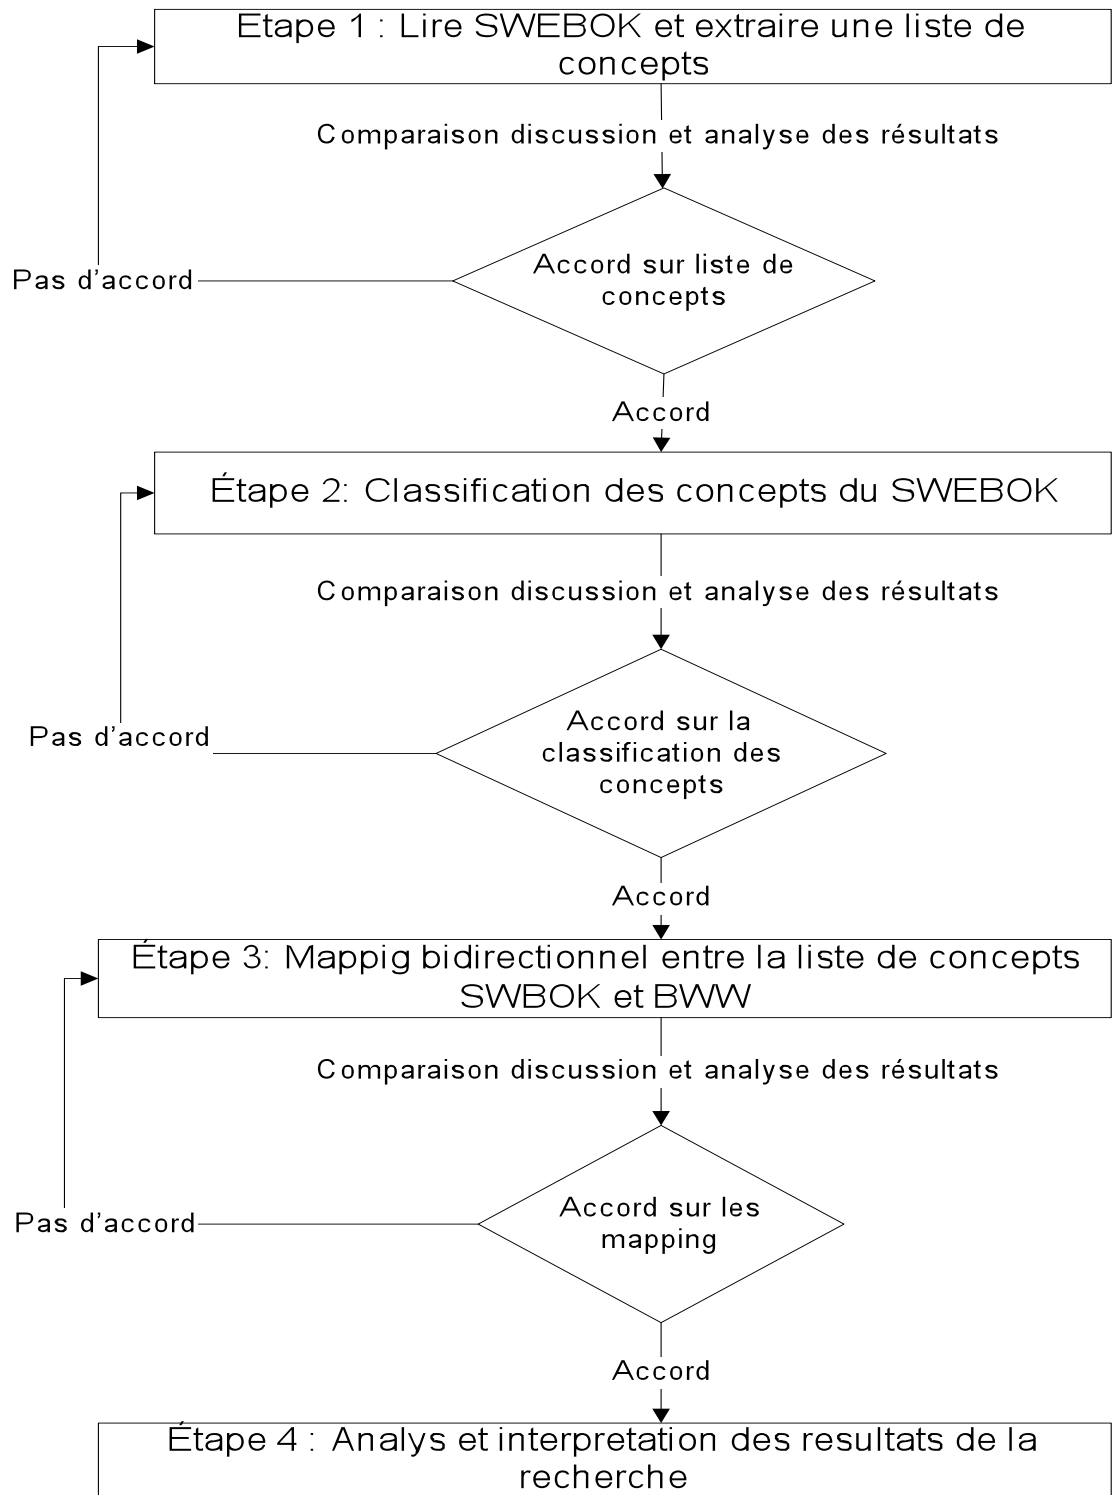 Etape 1 : Lire SWEBOK et extraire une liste de
concepts
Comparaison discussion et analyse des résultats
Accord sur liste de
concepts
Pas d'accord
Accord
Étape 2: Classification des concepts du SWEBOK
Comparaison discussion et analyse des résultats
Accord sur la
classification des
concepts
Pas d'accord
Accord
Étape 3: Mappig bidirectionnel entre la liste de concepts
SWBOK et BWW
Comparaison discussion et analyse des résultats
Accord sur les
mapping
Pas d'accord
Accord
Étape 4 : Analys et interpretation des resultats de la
recherche